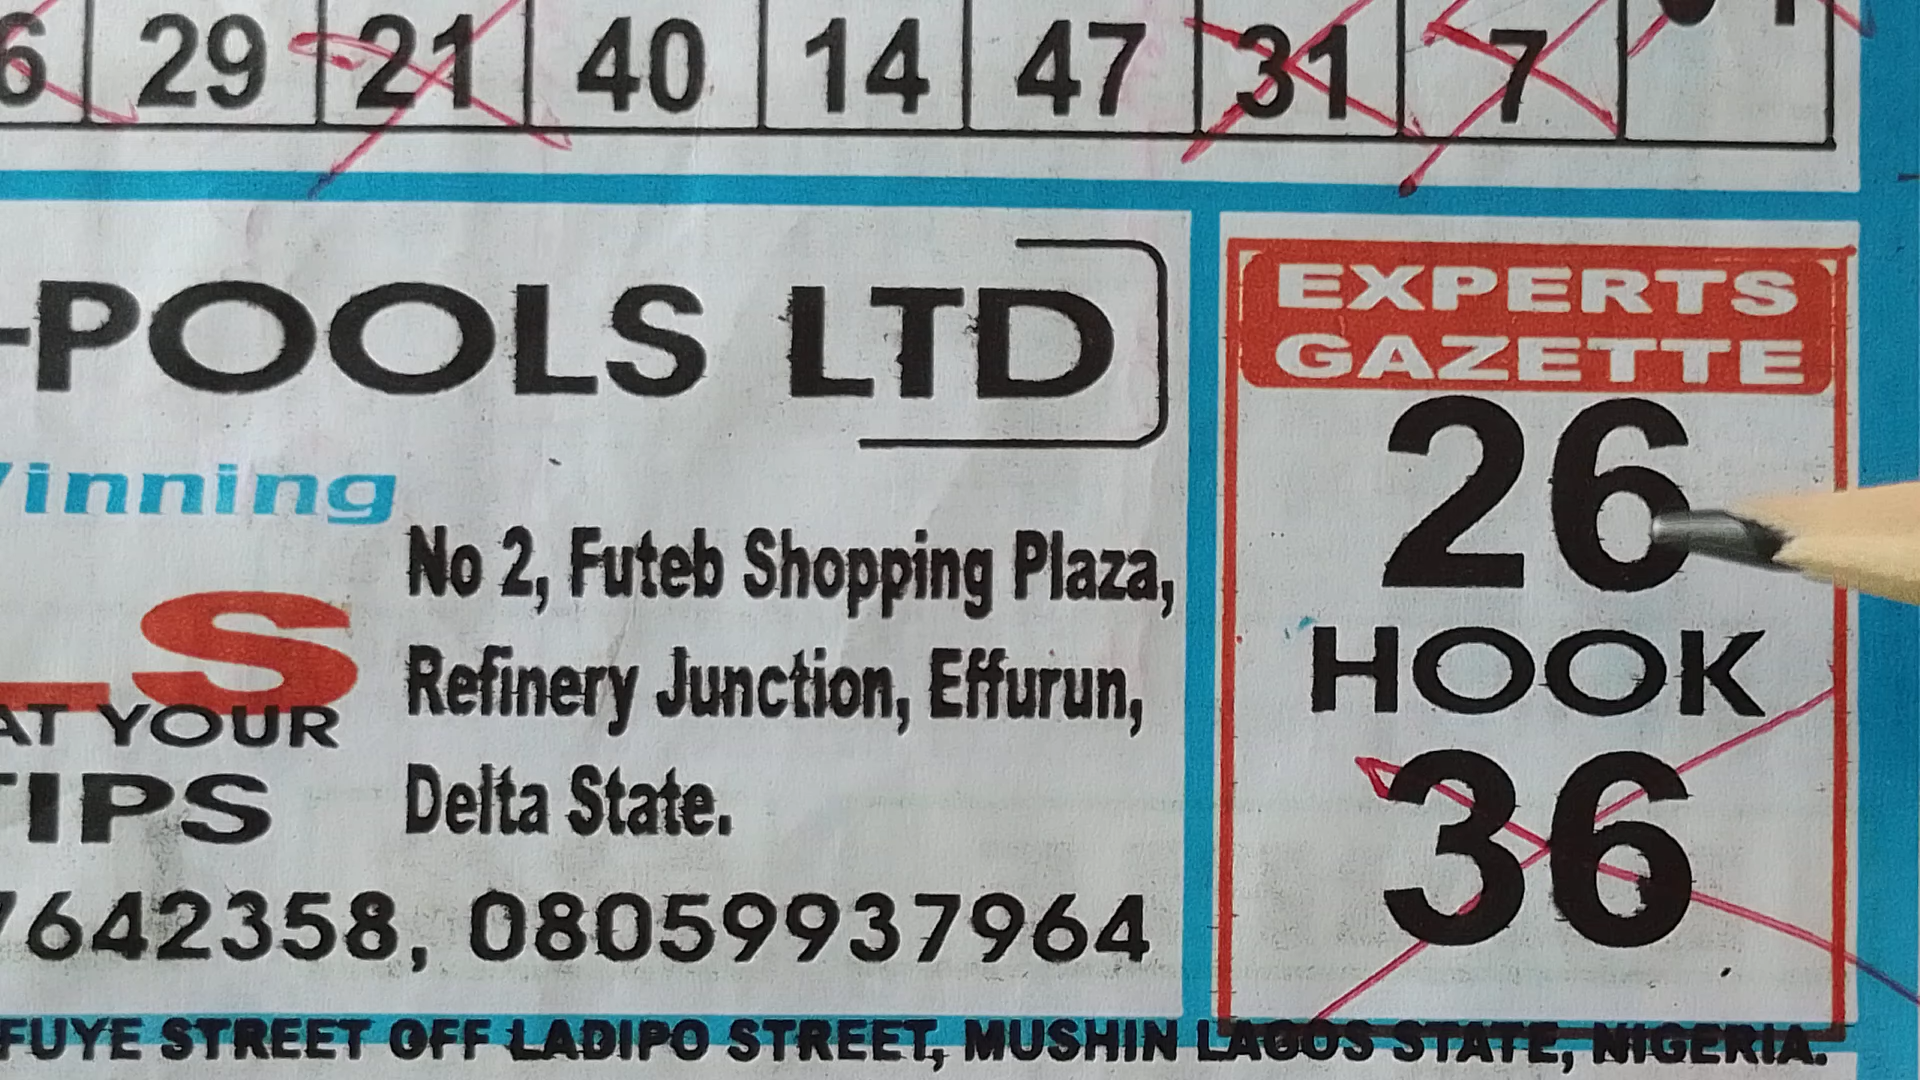 6 29 21 40 14 47 31 7
-POOLS LTD
inning
LS
AT YOUR
TIPS
No 2, Futeb Shopping Plaza,
Refinery Junction, Effurun,
Delta State.
7642358, 08059937964
EXPERTS
GAZETTE
26
HOOK
36
FUYE STREET OFF LADIPO STREET, MUSHIN LAGOS STATE, NIGERIA.